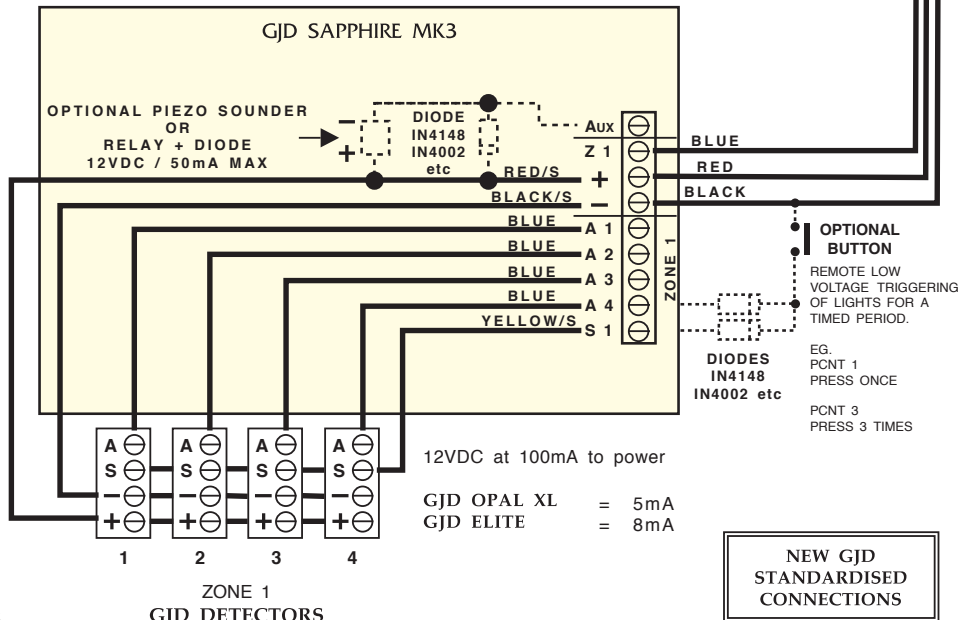 GJD SAPPHIRE MK3
OPTIONAL PIEZO SOUNDER
OR
RELAY + DIODE
12VDC / 50mA MAX
−
+
DIODE
IN4148
IN4002
etc
AUX
Z 1
+
−
A 1
A 2
A 3
A 4
S 1
RED/S
BLACK/S
BLUE
BLUE
BLUE
BLUE
YELLOW/S
ZONE 1
BLUE
RED
BLACK
OPTIONAL
BUTTON
REMOTE LOW
VOLTAGE TRIGGERING
OF LIGHTS FOR A
TIMED PERIOD.
EG.
PCNT 1
PRESS ONCE
PCNT 3
PRESS 3 TIMES
DIODES
IN4148
IN4002 etc
A
S
−
+
A
S
−
+
A
S
−
+
A
S
−
+
1 2 3 4
ZONE 1
GJD DETECTORS
12VDC at 100mA to power
GJD OPAL XL = 5mA
GJD ELITE = 8mA
NEW GJD
STANDARDISED
CONNECTIONS